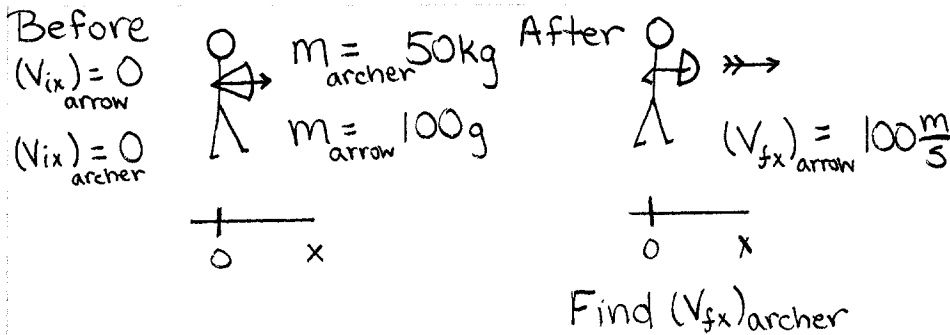 Before
(Vix)arrow = 0
(Vix)archer = 0
m archer = 50kg
m arrow = 100g
0 x
After
(Vfx)arrow = 100 m/s
0 x
Find (Vfx)archer